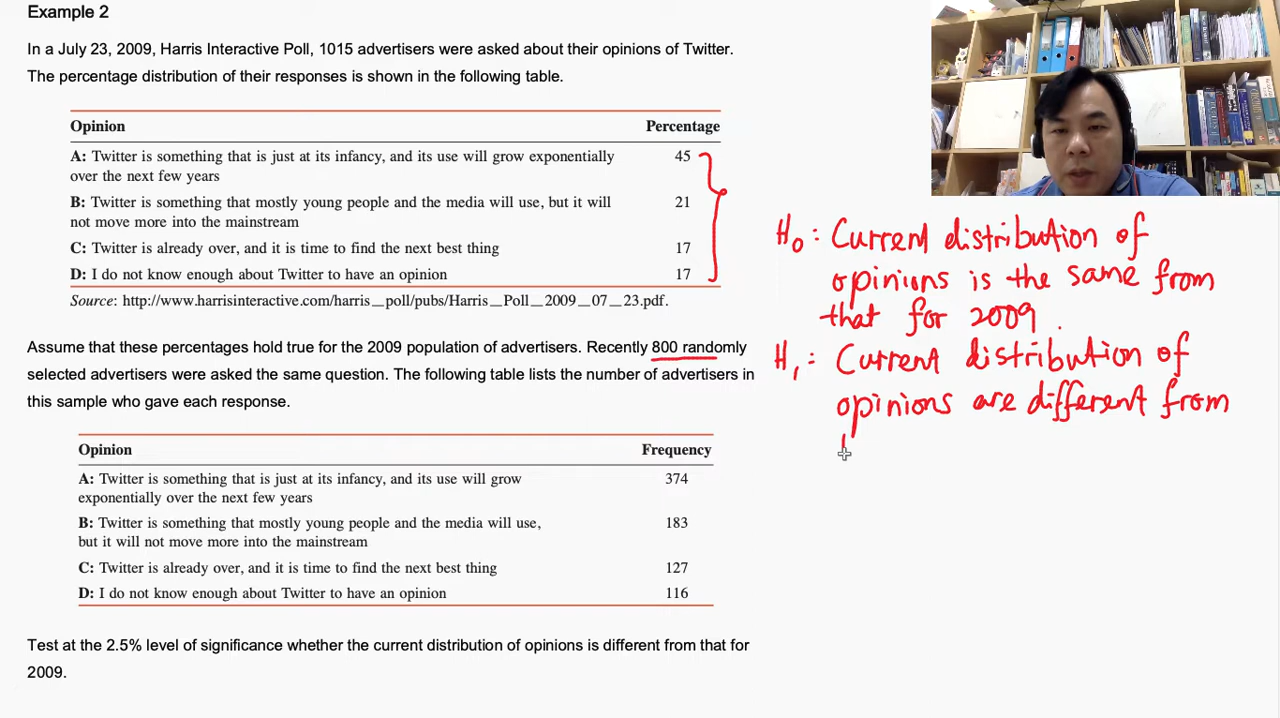 Example 2
In a July 23, 2009, Harris Interactive Poll, 1015 advertisers were asked about their opinions of Twitter.
The percentage distribution of their responses is shown in the following table.
Opinion Percentage
A: Twitter is something that is just at its infancy, and its use will grow exponentially 45
over the next few years
B: Twitter is something that mostly young people and the media will use, but it will 21
not move more into the mainstream
C: Twitter is already over, and it is time to find the next best thing 17
D: I do not know enough about Twitter to have an opinion 17
Source: http://www.harrisinteractive.com/harris_poll/pubs/Harris_Poll_2009_07_23.pdf.
Assume that these percentages hold true for the 2009 population of advertisers. Recently 800 randomly
selected advertisers were asked the same question. The following table lists the number of advertisers in
this sample who gave each response.
Opinion Frequency
A: Twitter is something that is just at its infancy, and its use will grow 374
exponentially over the next few years
B: Twitter is something that mostly young people and the media will use, 183
but it will not move more into the mainstream
C: Twitter is already over, and it is time to find the next best thing 127
D: I do not know enough about Twitter to have an opinion 116
Test at the 2.5% level of significance whether the current distribution of opinions is different from that for
2009.
H0: Current distribution of
opinions is the same from
that for 2009.
H1: Current distribution of
opinions are different from